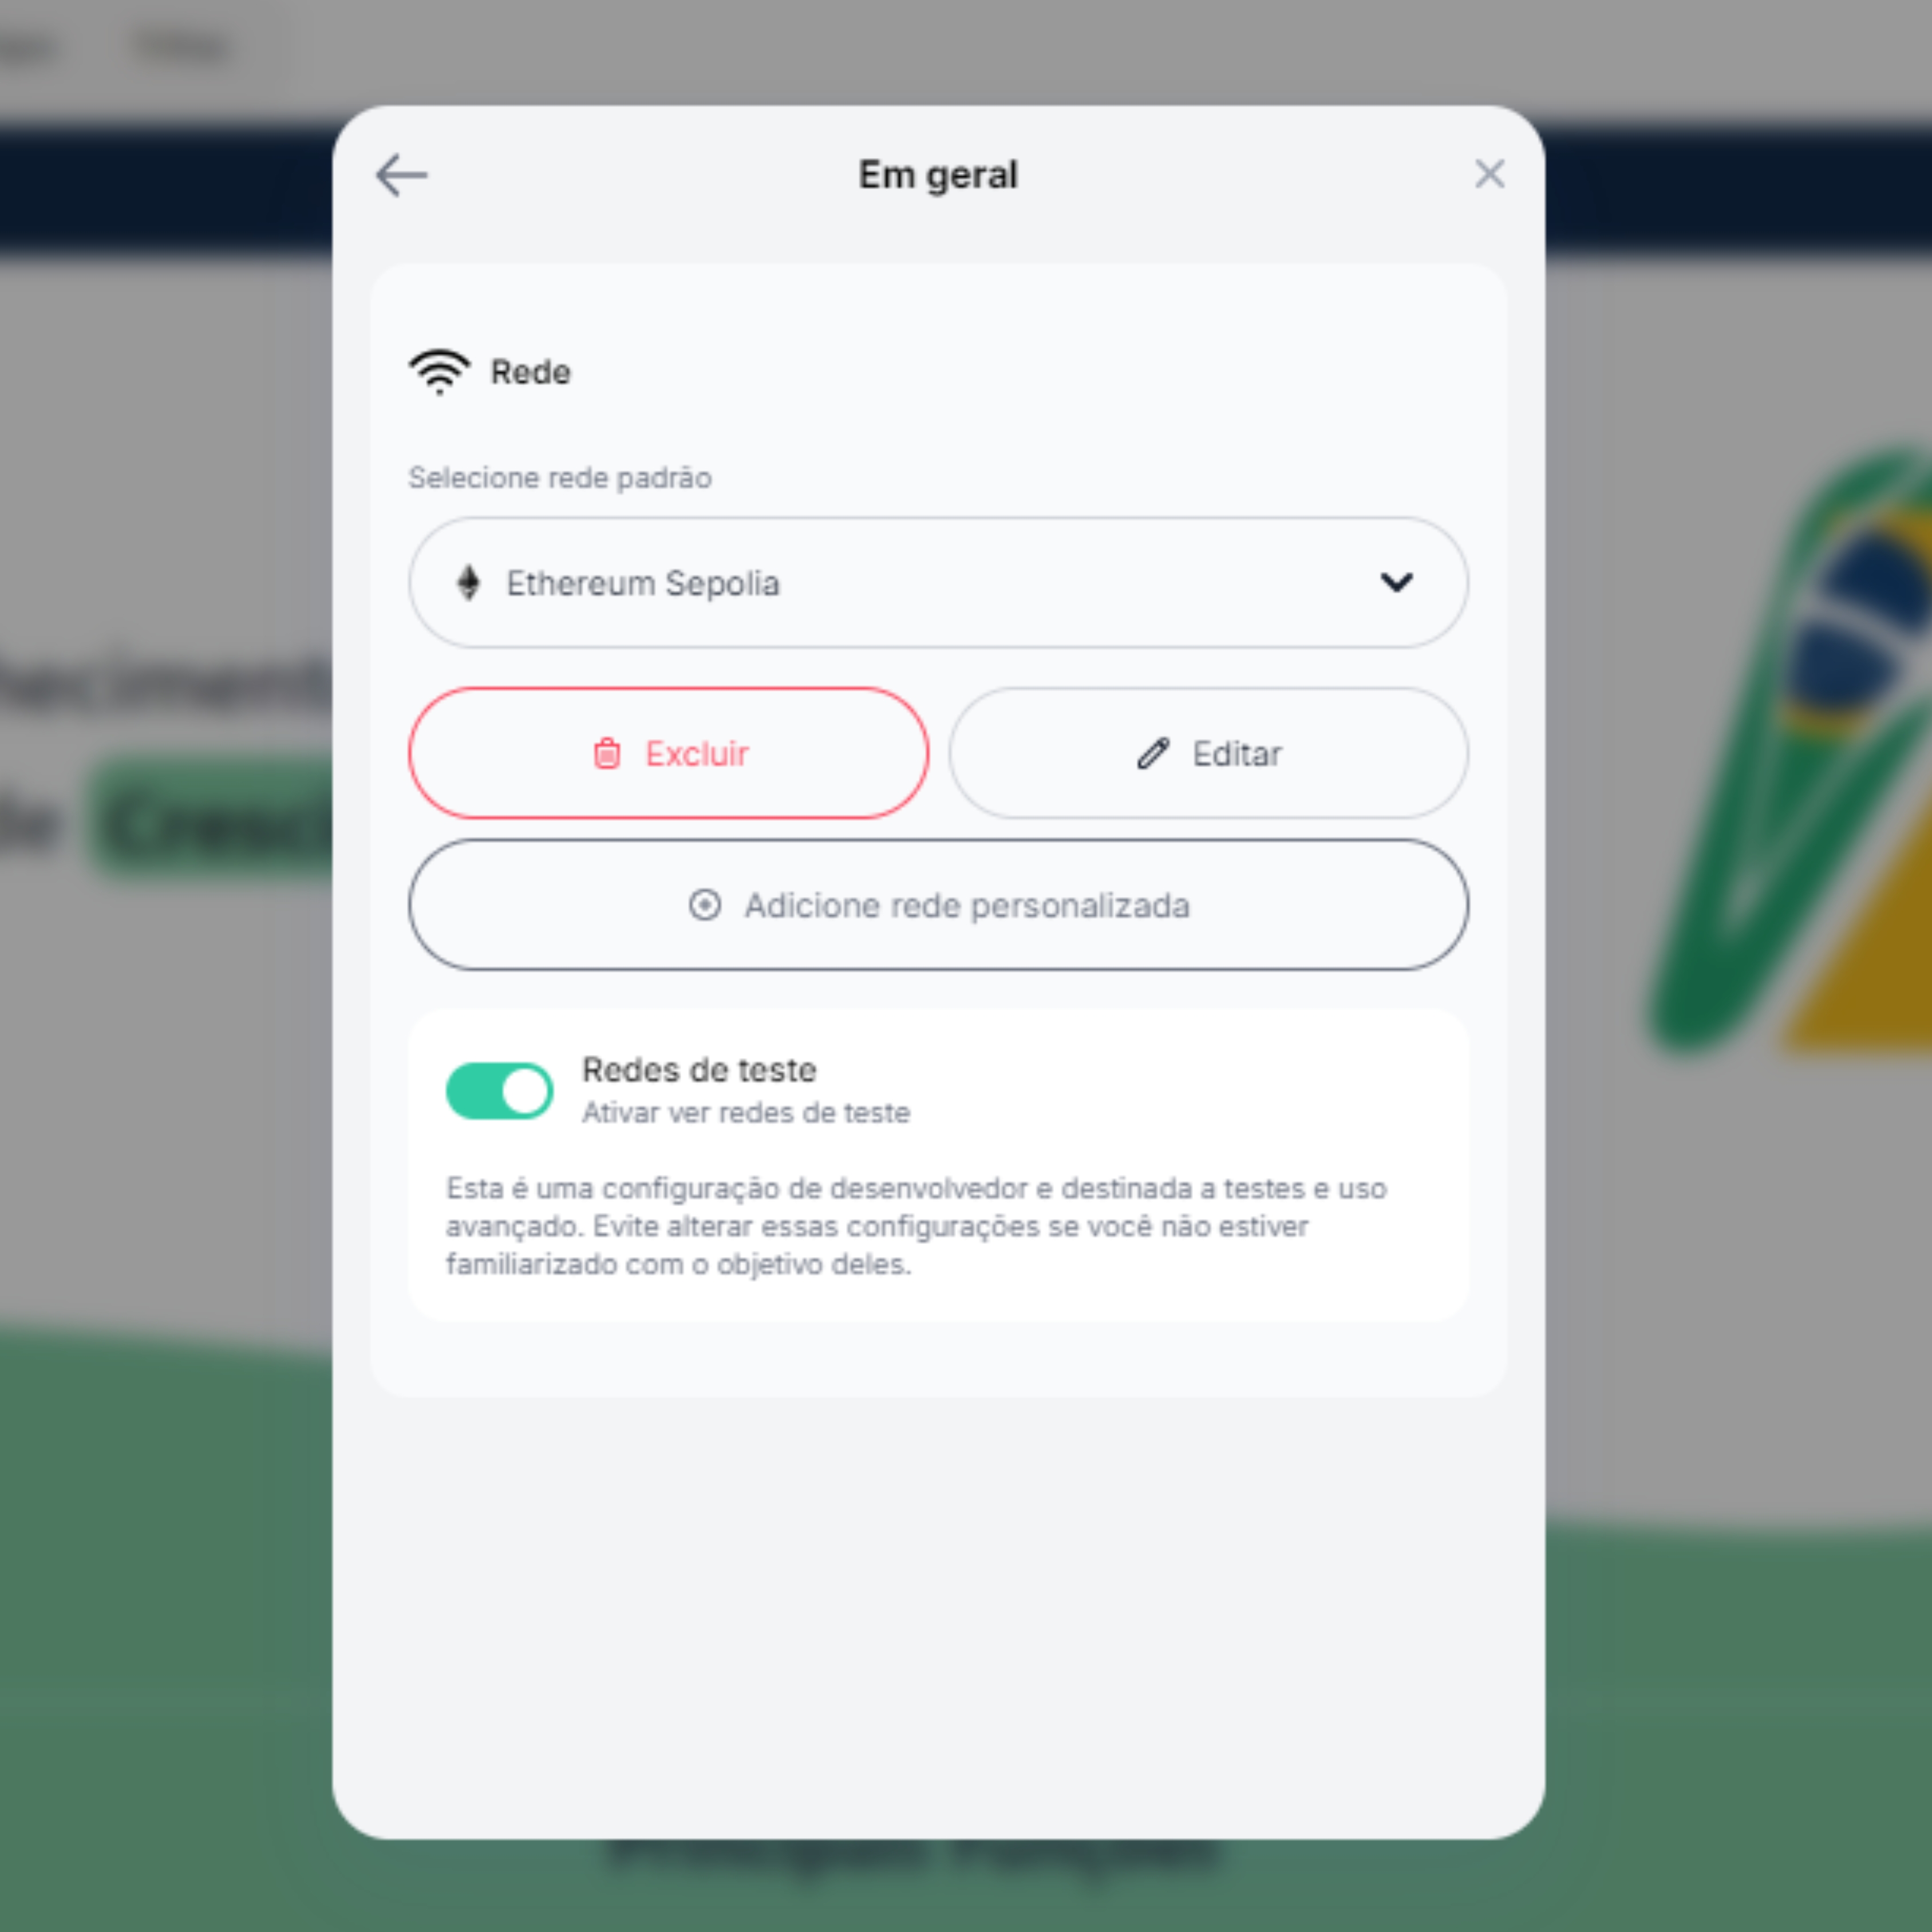 Em geral
Rede
Selecione rede padrão
Ethereum Sepolia
Excluir
Editar
Adicione rede personalizada
Redes de teste
Ativar ver redes de teste
Esta é uma configuração de desenvolvedor e destinada a testes e uso
avançado. Evite alterar essas configurações se você não estiver
familiarizado com o objetivo deles.